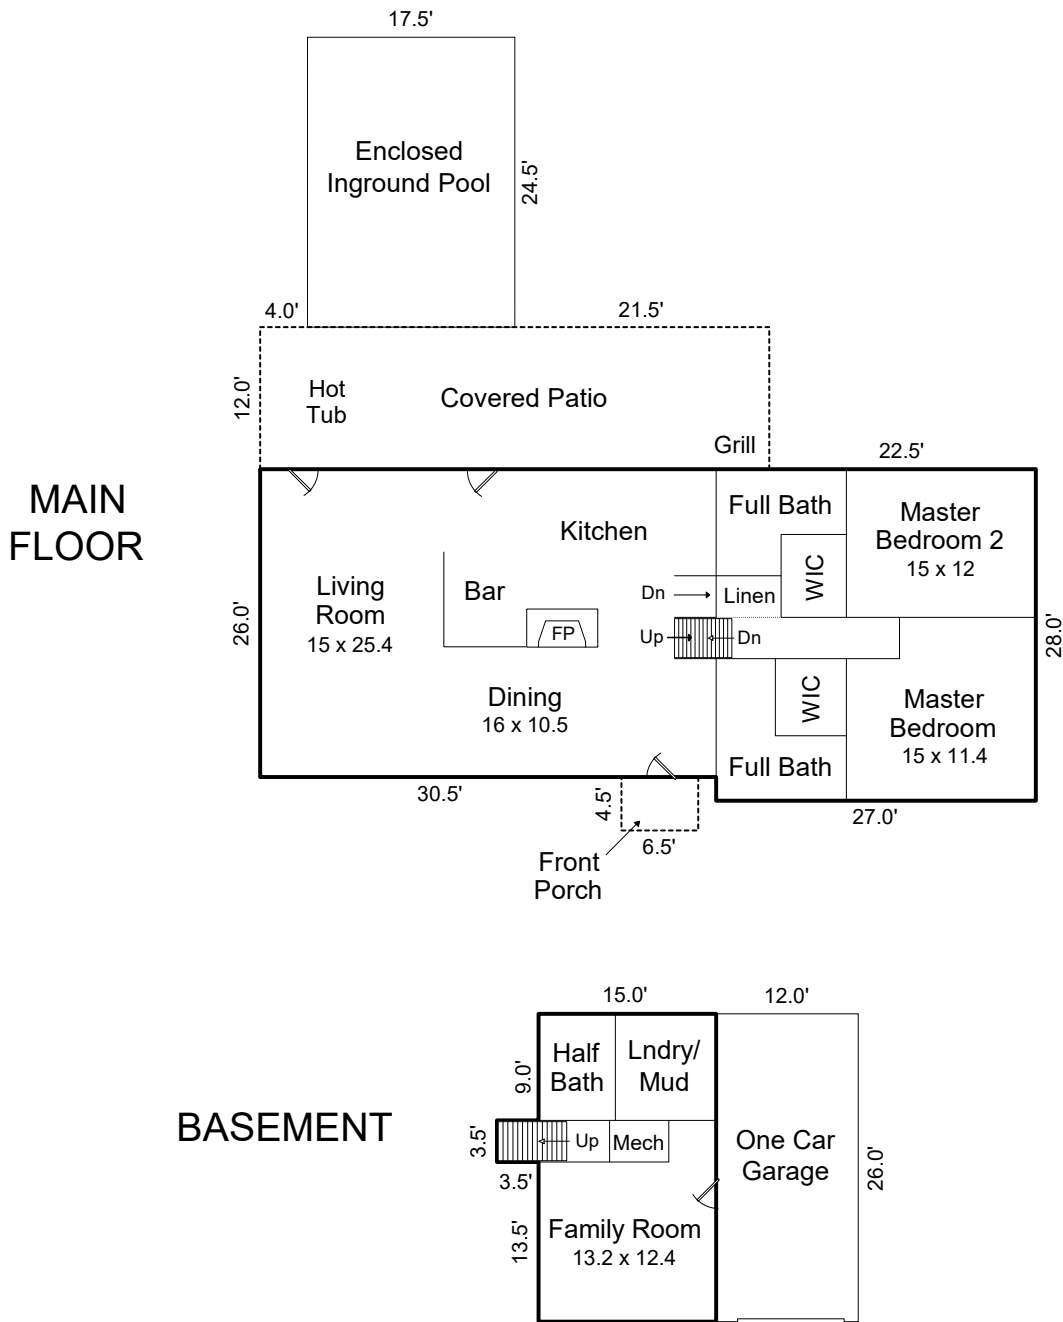 17.5'
Enclosed
Inground Pool
24.5'
4.0'
21.5'
12.0'
Hot
Tub
Covered Patio
Grill
22.5'
MAIN
FLOOR
Full Bath
Master
Bedroom 2
15 x 12
Kitchen
WIC
Living
Room
15 x 25.4
Bar
Dn
Linen
26.0'
FP
Up
Dn
28.0'
Dining
16 x 10.5
WIC
Master
Bedroom
15 x 11.4
Full Bath
30.5'
4.5'
27.0'
6.5'
Front
Porch
15.0'
12.0'
Half
Bath
Lndry/
Mud
9.0'
BASEMENT
3.5'
Up
Mech
One Car
Garage
26.0'
3.5'
13.5'
Family Room
13.2 x 12.4